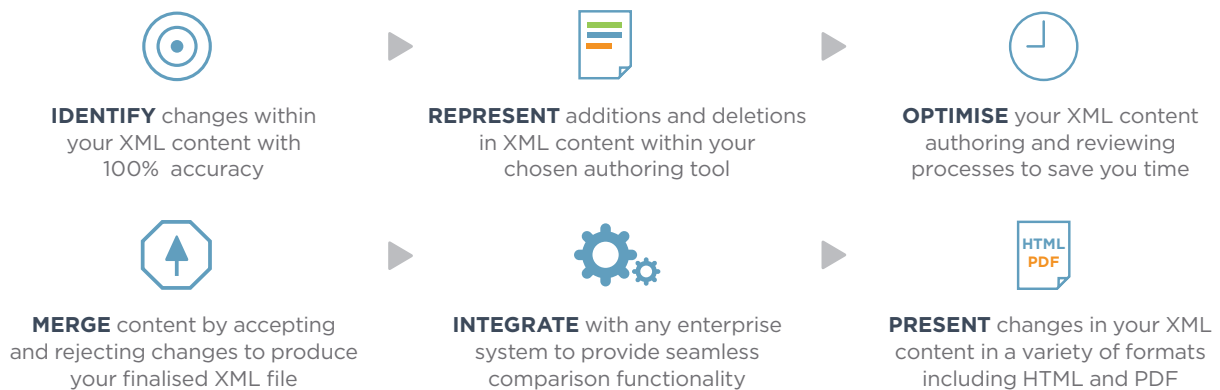 IDENTIFY changes within
your XML content with
100% accuracy
REPRESENT additions and deletions
in XML content within your
chosen authoring tool
OPTIMISE your XML content
authoring and reviewing
processes to save you time
MERGE content by accepting
and rejecting changes to produce
your finalised XML file
INTEGRATE with any enterprise
system to provide seamless
comparison functionality
HTML
PDF
PRESENT changes in your XML
content in a variety of formats
including HTML and PDF